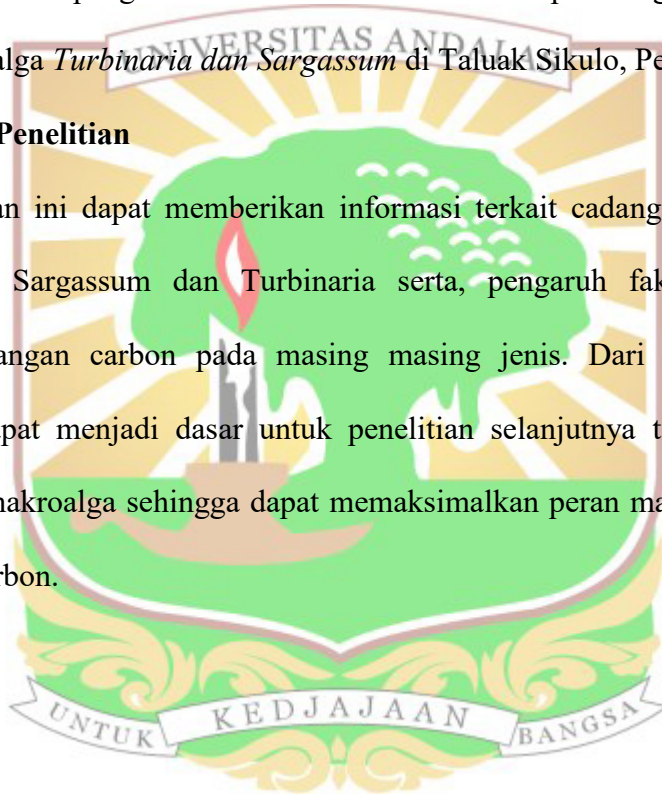 UNIVERSITAS ANDALAS
alga Turbinaria dan Sargassum di Taluak Sikulo, Pe
Penelitian
an ini dapat memberikan informasi terkait cadang
Sargassum dan Turbinaria serta, pengaruh fak
angan carbon pada masing masing jenis. Dari
apat menjadi dasar untuk penelitian selanjutnya t
makroalga sehingga dapat memaksimalkan peran ma
rbon.
UNTUK KEDJAJAAN BANGSA